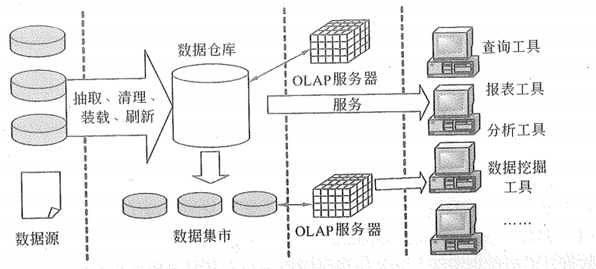 数据仓库
抽取、清理、
装载、刷新
数据源
数据集市
OLAP服务器
服务
OLAP服务器
查询工具
报表工具
分析工具
数据挖掘
工具
……